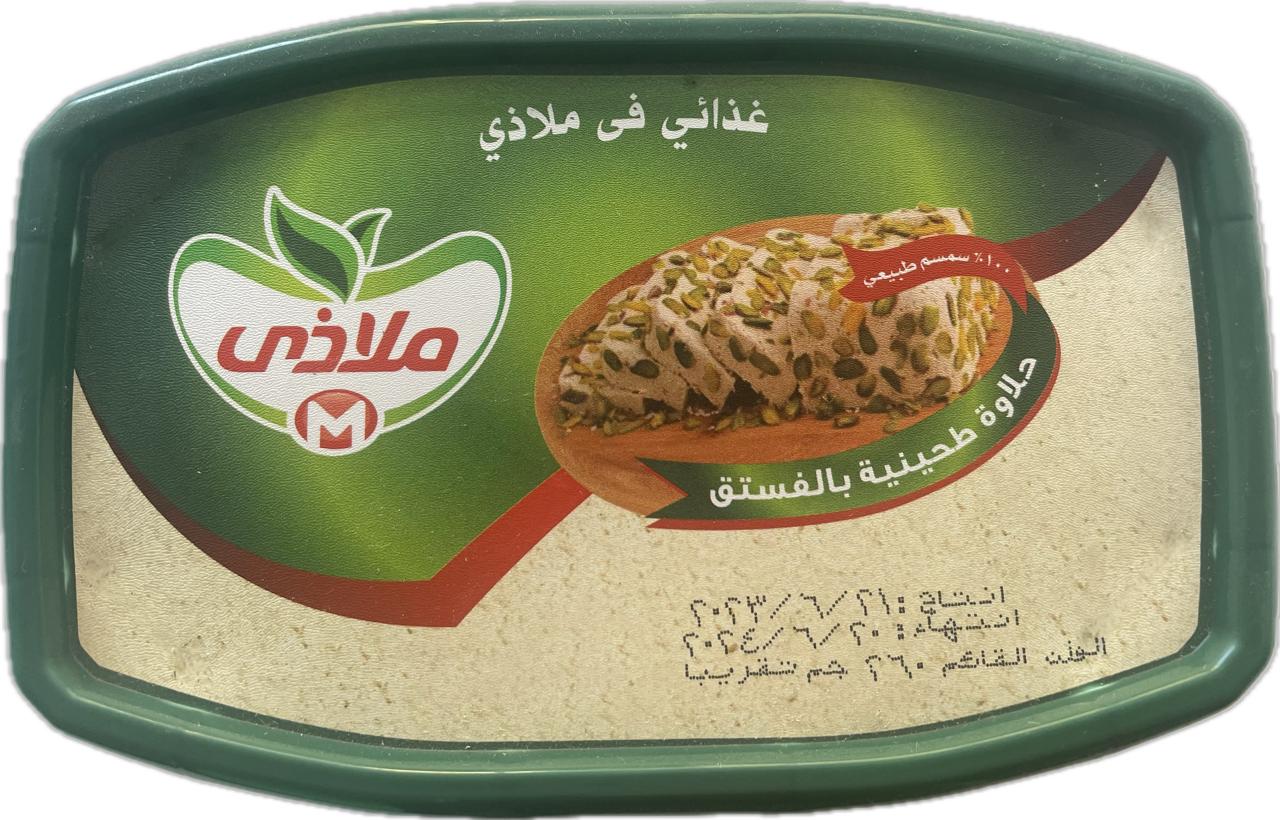 غذائي فى ملاذي
ملاذى
M
١٠٠٪ سمسم طبيعي
حلاوة طحينية بالفستق
انتاج : ٢٠٢٣/٦/٢١
انتهاء : ٢٠٢٤/٦/٢٠
الوزن القائم ٢٦٠ جم تقريبا